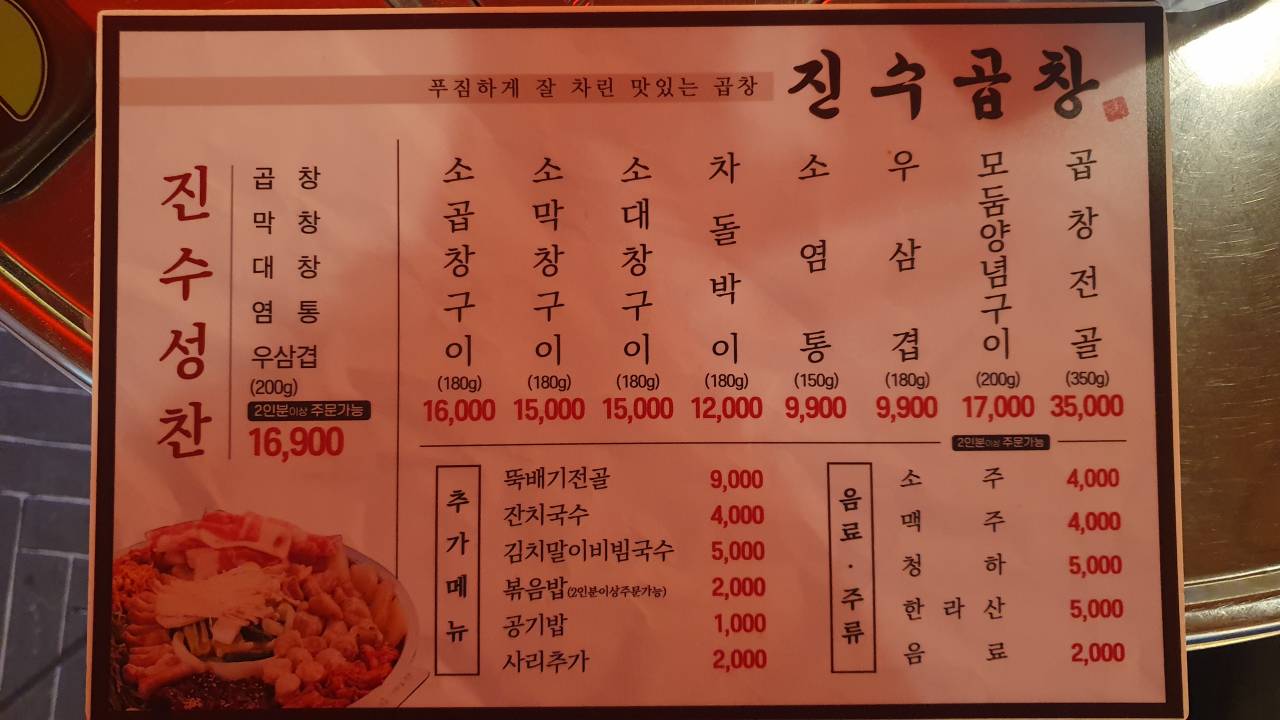 푸짐하게 잘 차린 맛있는 곱창
진수곱창
진수성찬
곱창
막창
대창
염통
우삼겹
(200g)
2인분이상 주문가능
16,900
소곱창구이
(180g)
16,000
소막창구이
(180g)
15,000
소대창구이
(180g)
15,000
차돌박이
(180g)
12,000
소염통
(150g)
9,900
우삼겹
(180g)
9,900
모둠양념구이
(200g)
17,000
곱창전골
(350g)
35,000
2인분이상 주문가능
추가메뉴
뚝배기전골 9,000
잔치국수 4,000
김치말이비빔국수 5,000
볶음밥(2인분이상주문가능) 2,000
공기밥 1,000
사리추가 2,000
음료·주류
소주 4,000
맥주 4,000
청하 5,000
한라산 5,000
음료 2,000